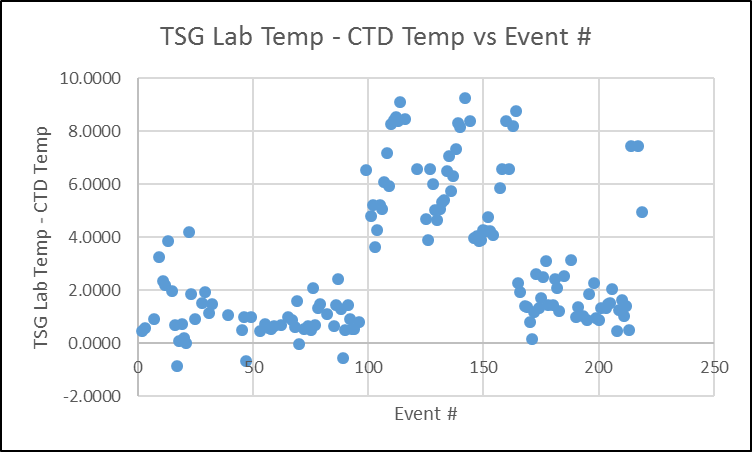 TSG Lab Temp - CTD Temp vs Event #
TSG Lab Temp - CTD Temp
10.0000
8.0000
6.0000
4.0000
2.0000
0.0000
-2.0000
0 50 100 150 200 250
Event #